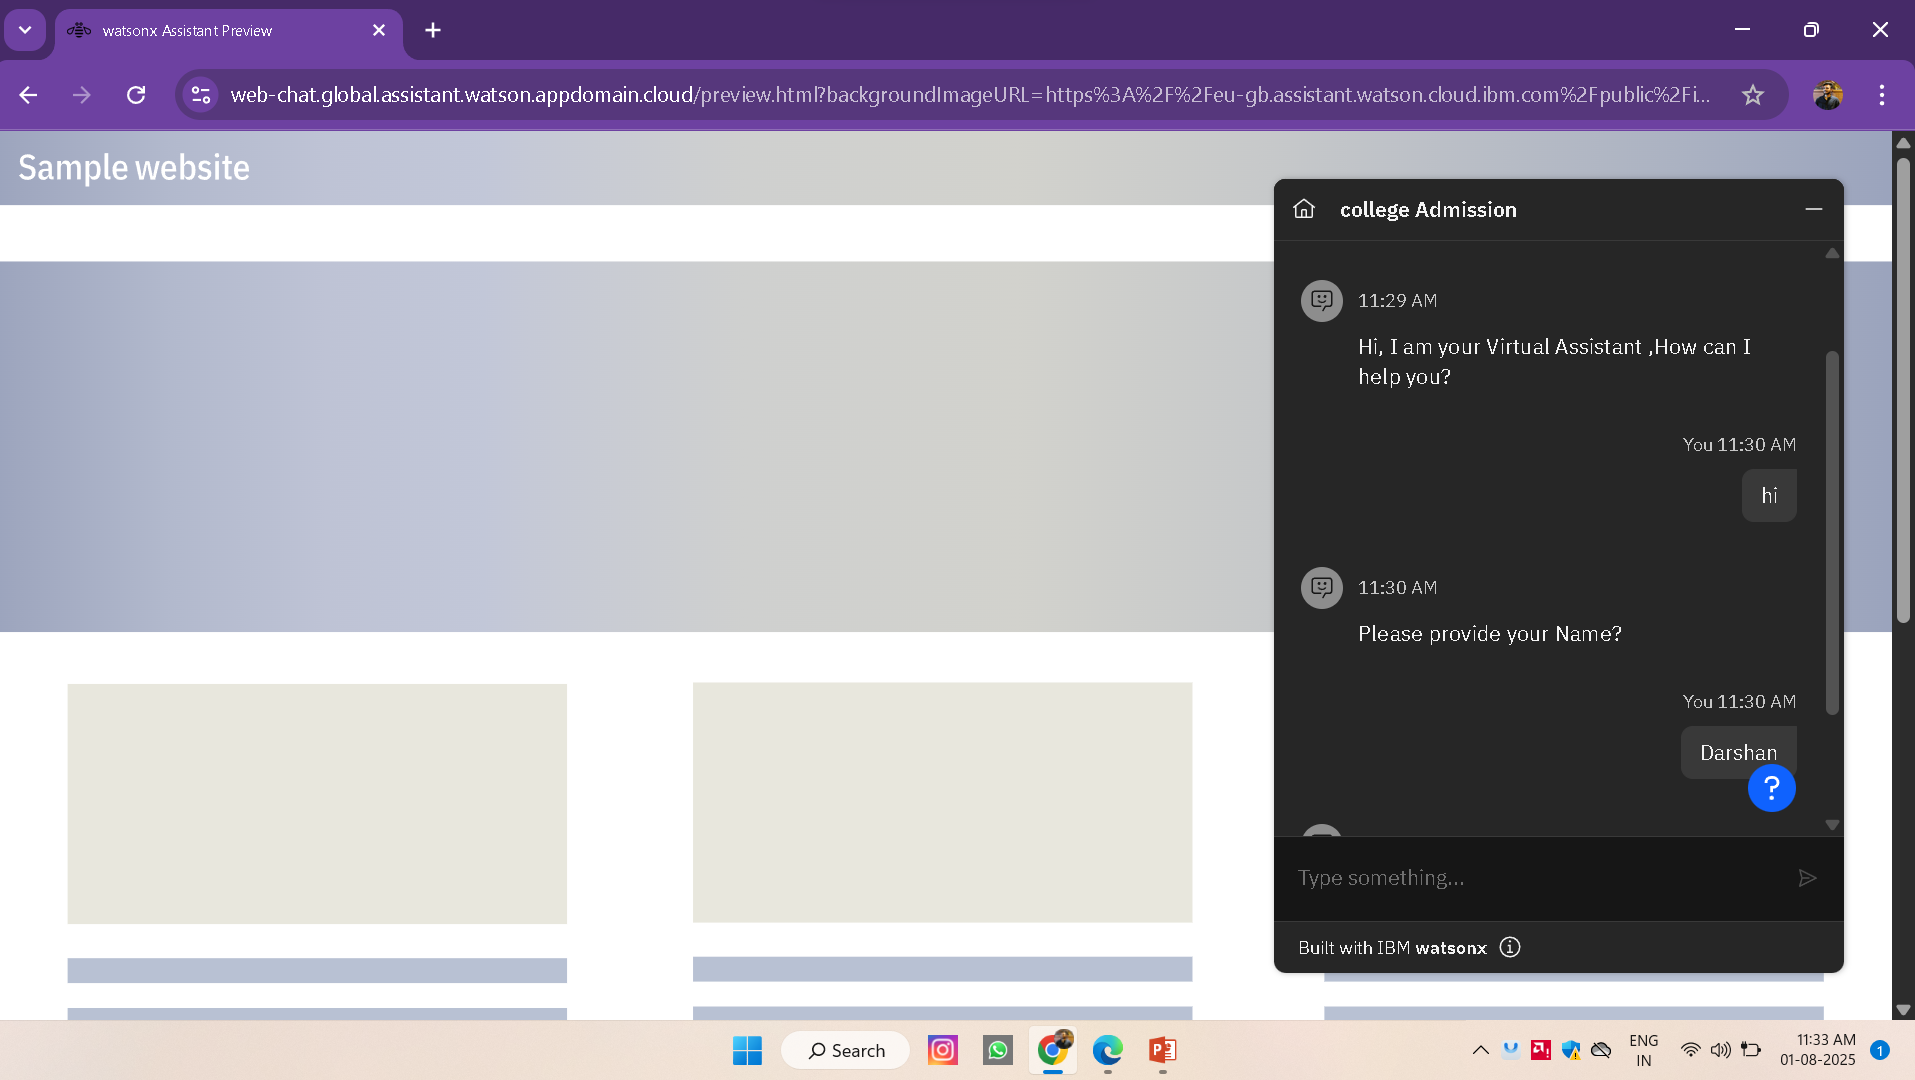 watsonx Assistant Preview
web-chat.global.assistant.watson.appdomain.cloud/preview.html?backgroundImageURL=https%3A%2F%2Feu-gb.assistant.watson.cloud.ibm.com%2Fpublic%2Fi...
Sample website
college Admission
11:29 AM
Hi, I am your Virtual Assistant ,How can I
help you?
You 11:30 AM
hi
11:30 AM
Please provide your Name?
You 11:30 AM
Darshan
?
Type something...
Built with IBM watsonx
Search
ENG
IN
11:33 AM
01-08-2025
1